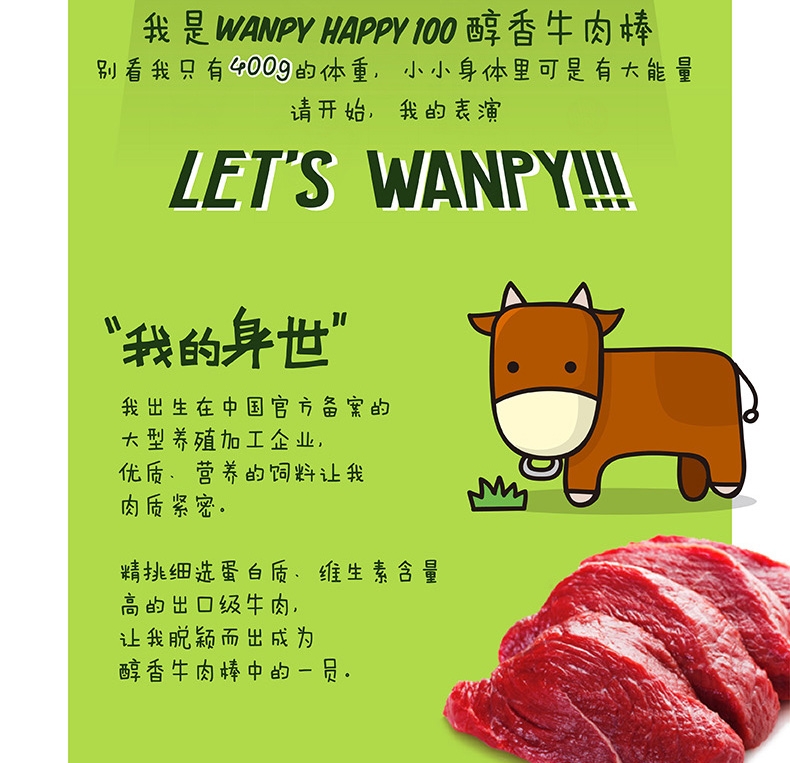 我是WANPY HAPPY 100 醇香牛肉棒
别看我只有400g的体重，小小身体里可是有大能量
请开始，我的表演
LET'S WANPY!!!
“我的身世”
我出生在中国官方备案的
大型养殖加工企业，
优质、营养的饲料让我
肉质紧密。
精挑细选蛋白质、维生素含量
高的出口级牛肉，
让我脱颖而出成为
醇香牛肉棒中的一员。